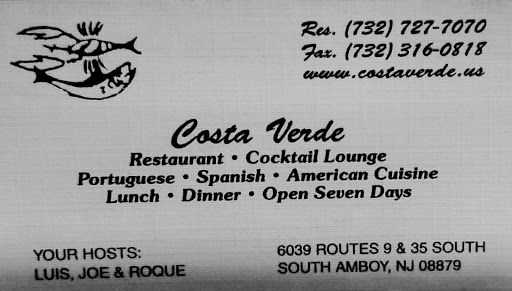 Res. (732) 727-7070
Fax. (732) 316-0818
www.costaverde.us
Costa Verde
Restaurant • Cocktail Lounge
Portuguese • Spanish • American Cuisine
Lunch • Dinner • Open Seven Days
YOUR HOSTS:
LUIS, JOE & ROQUE
6039 ROUTES 9 & 35 SOUTH
SOUTH AMBOY, NJ 08879